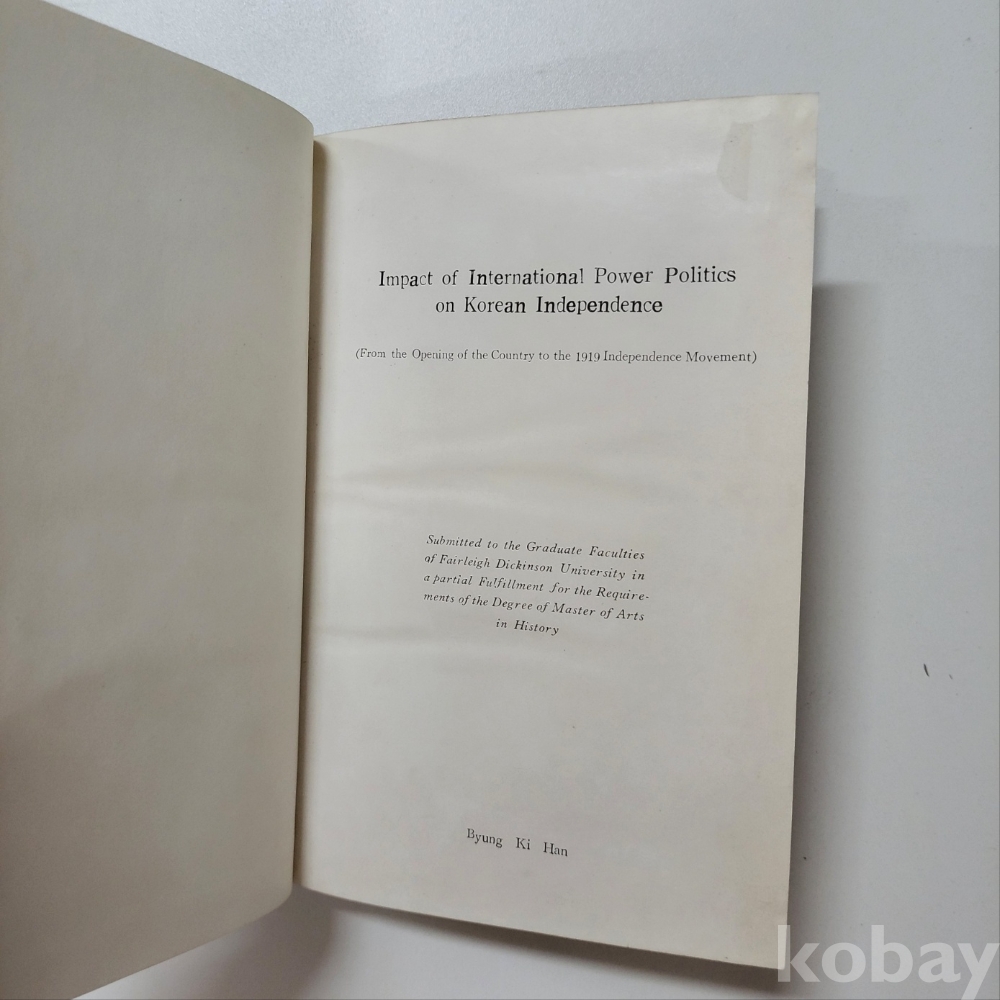 Impact of International Power Politics
on Korean Independence
(From the Opening of the Country to the 1919 Independence Movement)
Submitted to the Graduate Faculties
of Fairleigh Dickinson University in
a partial Fulfillment for the Require-
ments of the Degree of Master of Arts
in History
Byung Ki Han
kobay